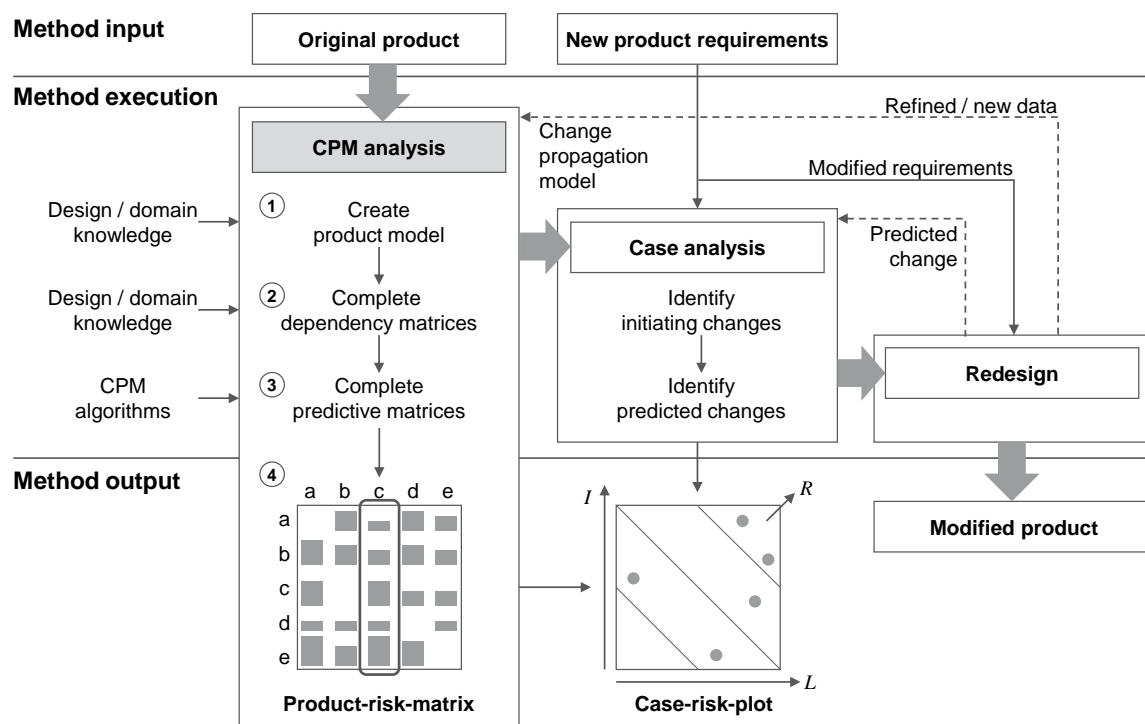 Method input
Original product
New product requirements
Method execution
Refined / new data
CPM analysis
Change
propagation
model
Modified requirements
Design / domain
knowledge
1
Create
product model
Case analysis
Predicted
change
Design / domain
knowledge
2
Complete
dependency matrices
Identify
initiating changes
CPM
algorithms
3
Complete
predictive matrices
Identify
predicted changes
Redesign
Method output
4
a b c d e
a
b
c
d
e
I
R
L
Modified product
Product-risk-matrix
Case-risk-plot